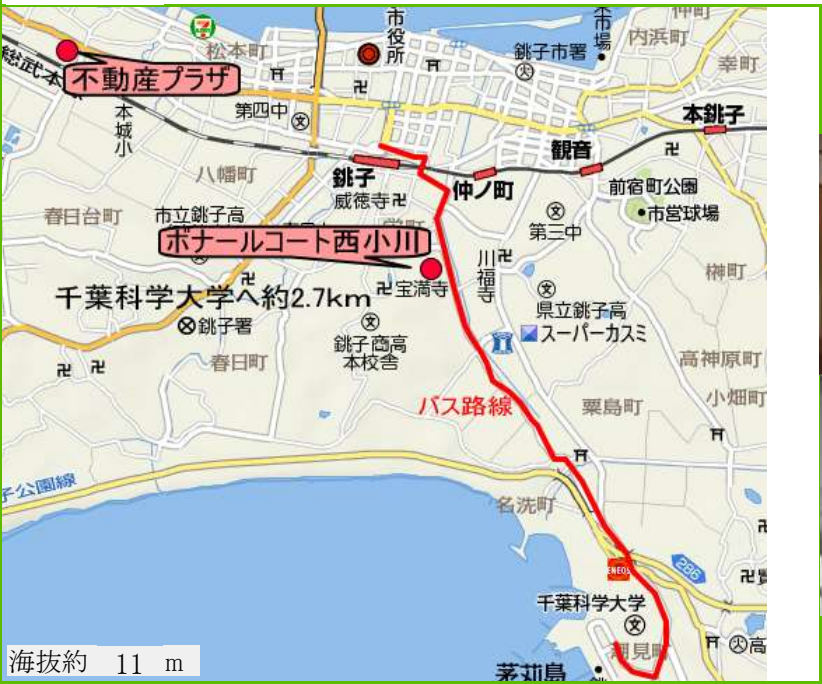 市役所
市場
仲町
内浜町
幸町
松本町
銚子市署
総武本
不動産プラザ
本城小
第四中
本銚子
観音
八幡町
銚子
仲ノ町
前宿町公園
威徳寺
市営球場
春日台町
市立銚子高
第三中
ボナールコート西小川
川福寺
榊町
千葉科学大学へ約2.7km
宝満寺
県立銚子高
銚子署
スーパーカスミ
銚子商高
本校舎
春日町
高神原町
バス路線
粟島町
小畑町
子公園線
名洗町
286
ENEOS
千葉科学大学
潮見町
高
海抜約 11 m
茅苅島